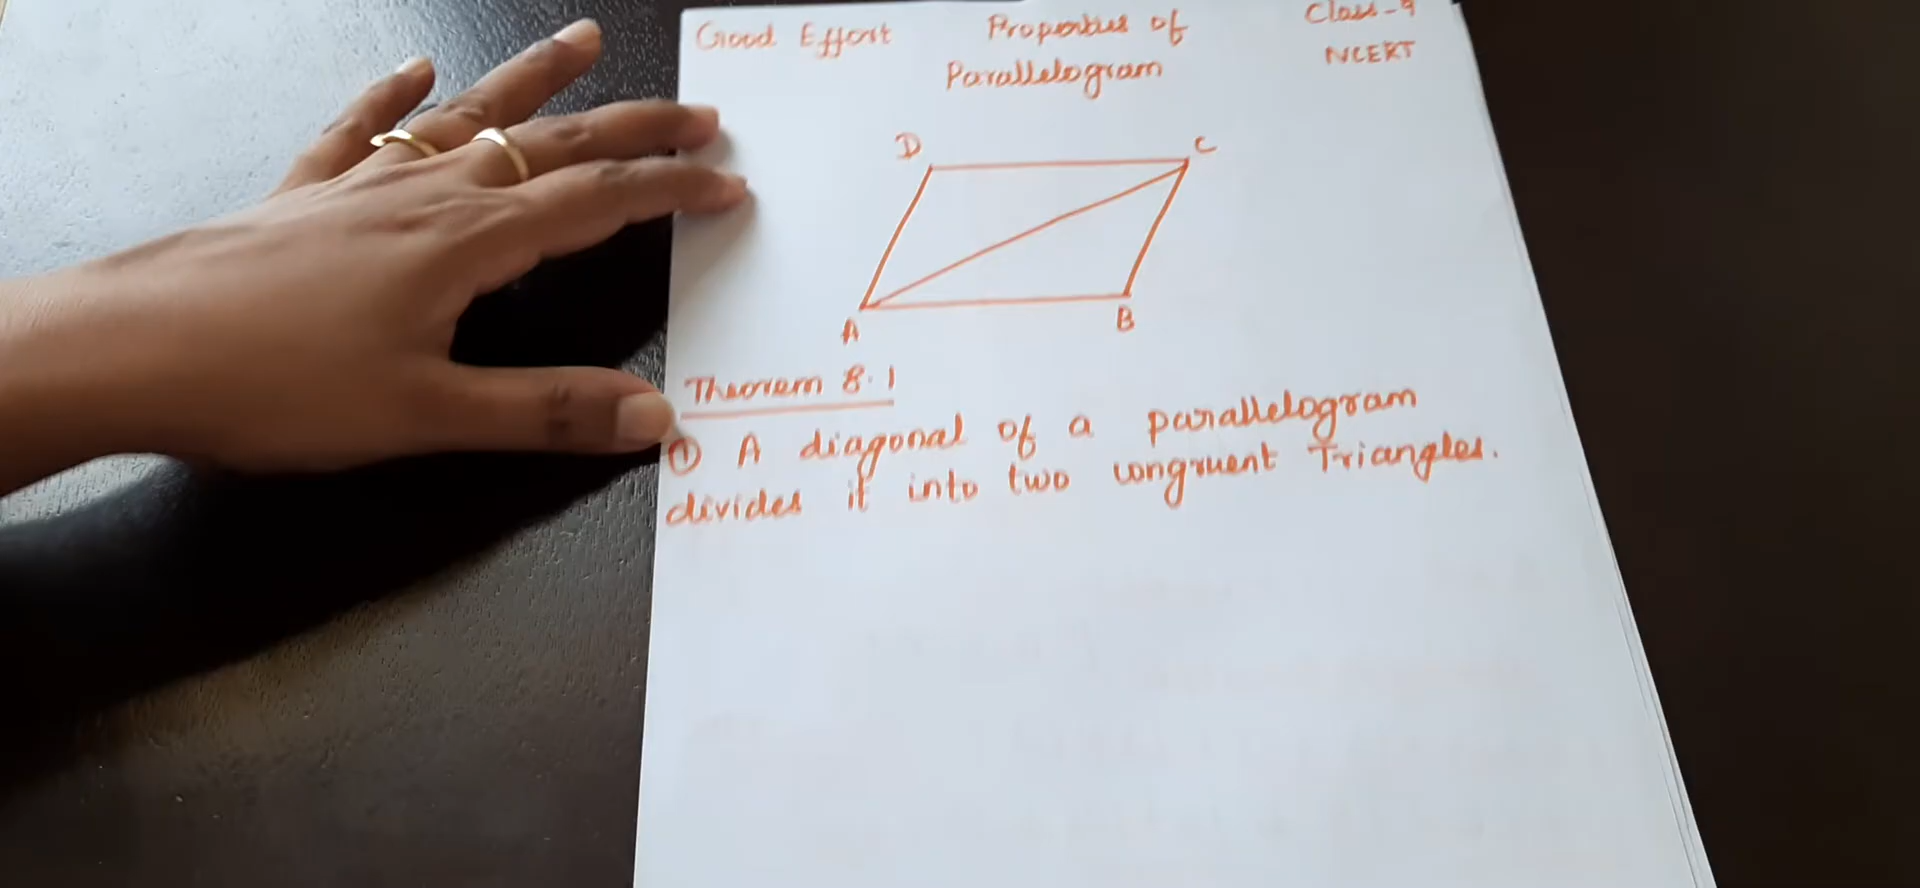 Good Effort
Properties of
Parallelogram
Class-9
NCERT
D
C
A
B
Theorem 8.1
① A diagonal of a parallelogram
divides it into two congruent Triangles.